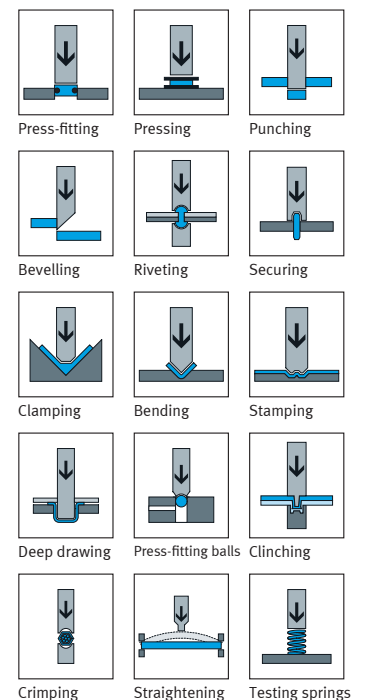 Press-fitting
Pressing
Punching
Bevelling
Riveting
Securing
Clamping
Bending
Stamping
Deep drawing
Press-fitting balls
Clinching
Crimping
Straightening
Testing springs